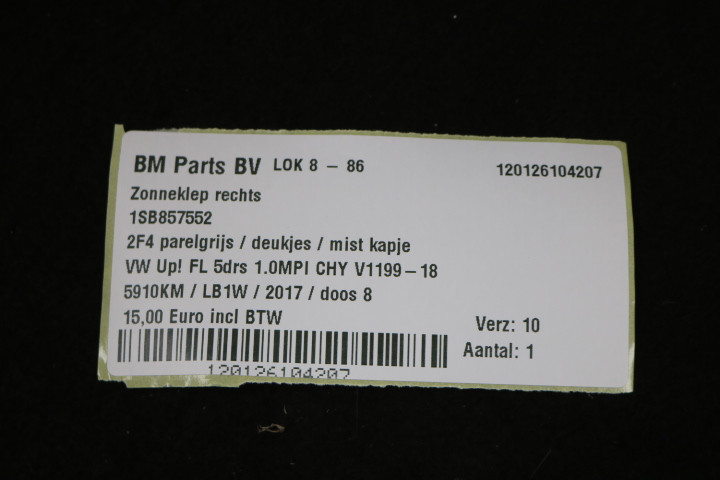 BM Parts BV LOK 8 - 86 120126104207
Zonneklep rechts
1SB857552
2F4 parelgrijs / deukjes / mist kapje
VW Up! FL 5drs 1.0MPI CHY V1199-18
5910KM / LB1W / 2017 / doos 8
15,00 Euro incl BTW
Verz: 10
Aantal: 1
120126104207